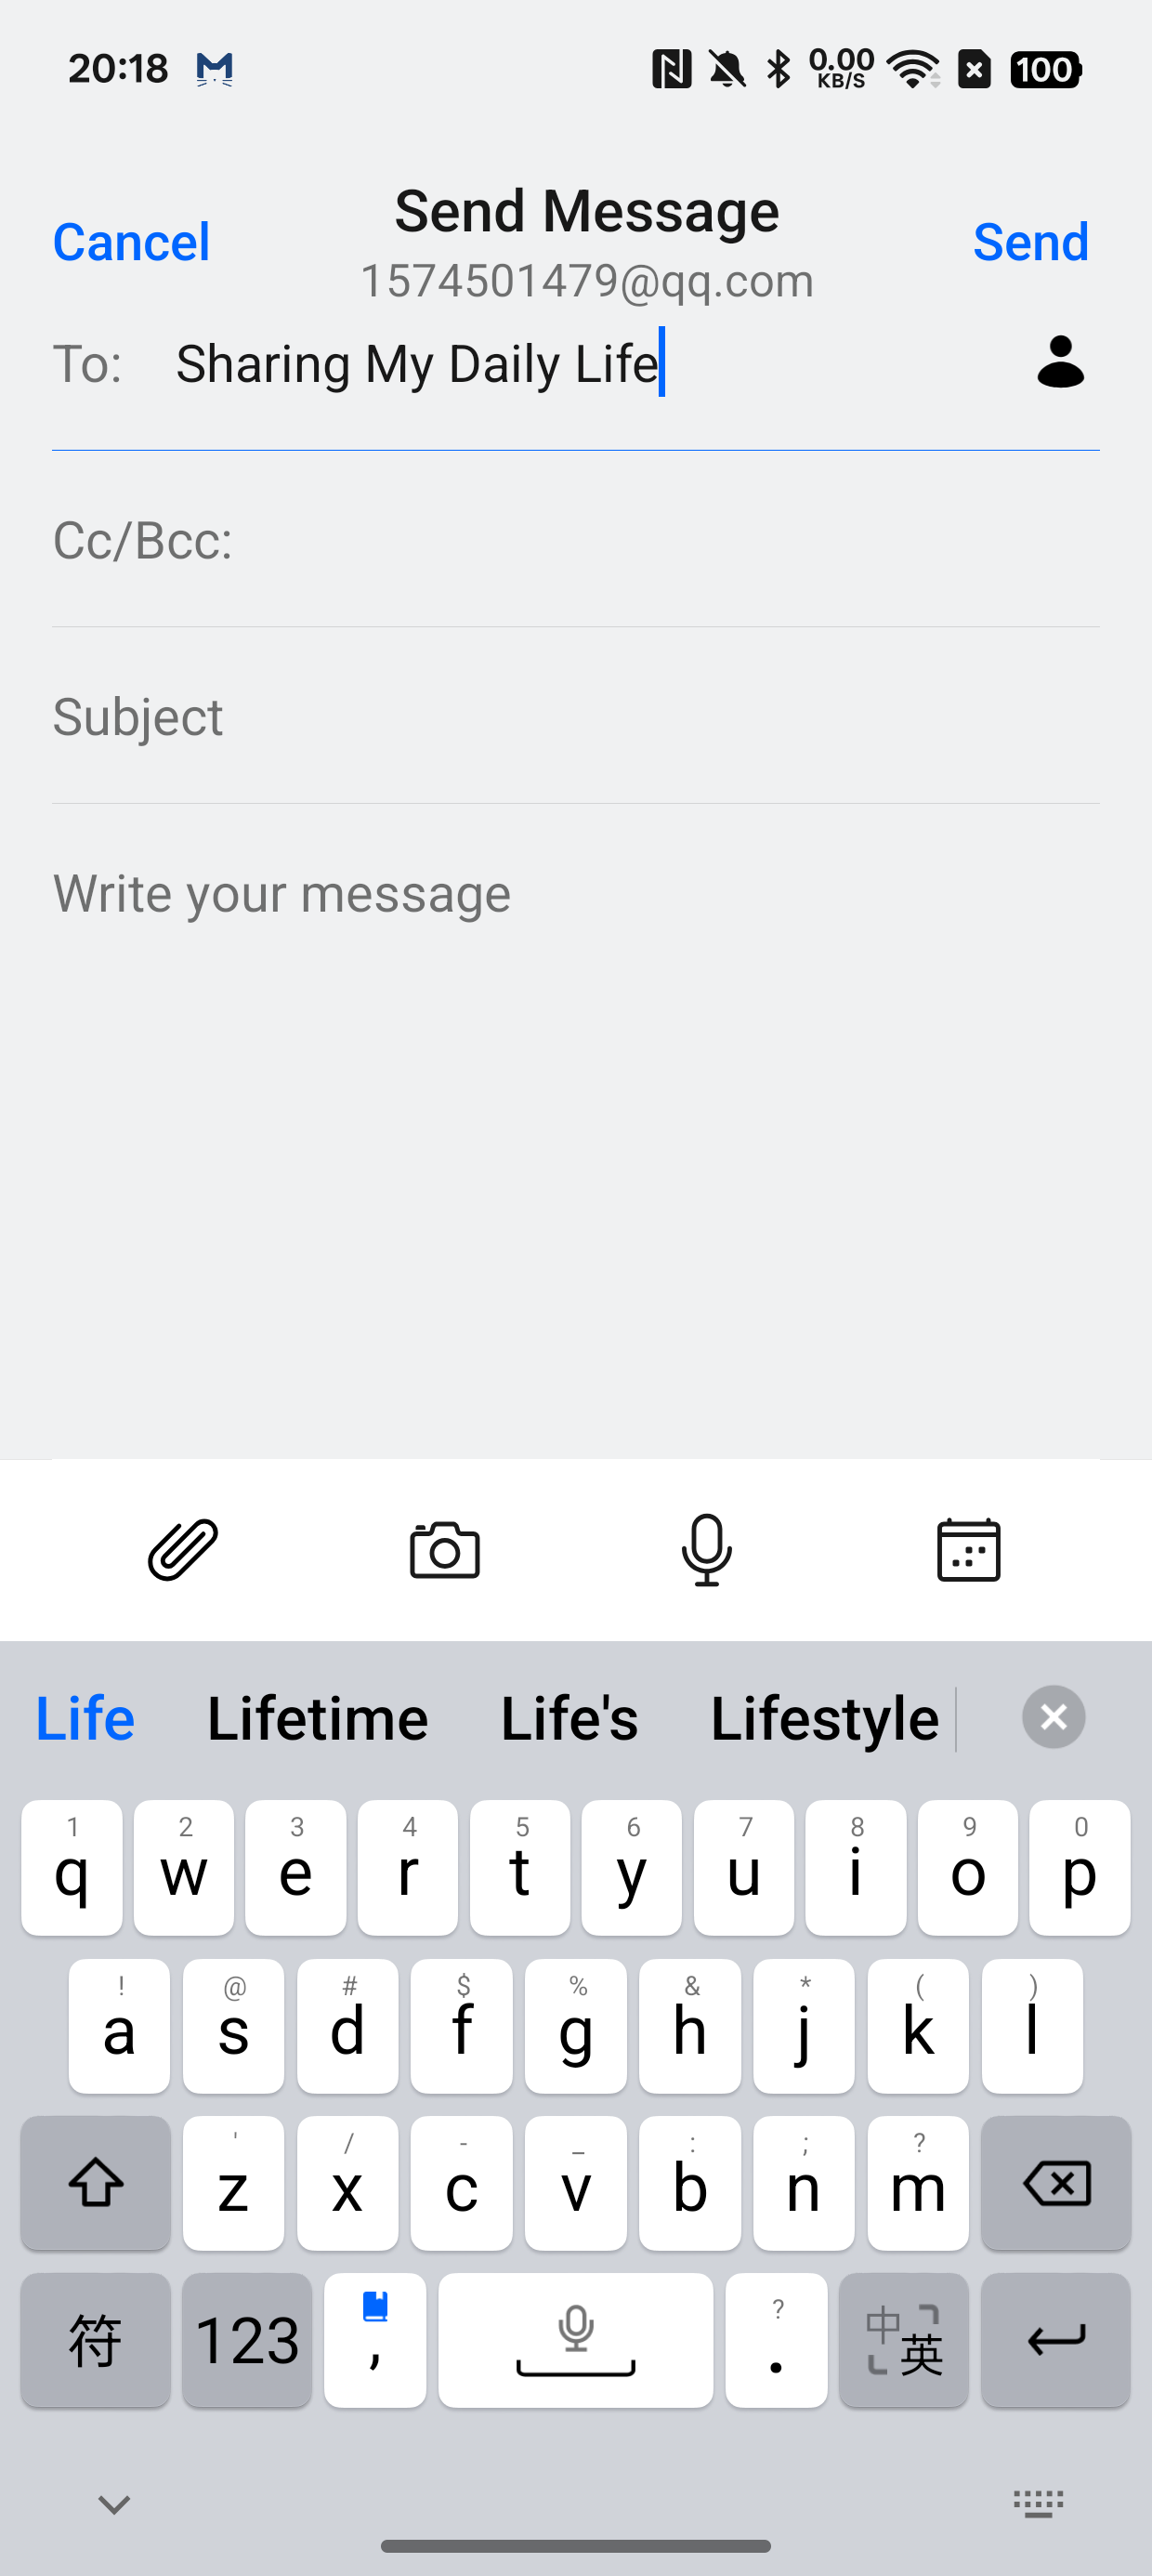 20:18
0.00
KB/S
100
Cancel
Send Message
Send
1574501479@qq.com
To: Sharing My Daily Life
Cc/Bcc:
Subject
Write your message
Life Lifetime Life's Lifestyle
1 2 3 4 5 6 7 8 9 0
q w e r t y u i o p
! @ # $ % & * ( )
a s d f g h j k l
' / - _ : ; ?
z x c v b n m
符 123 , ? . 中 英